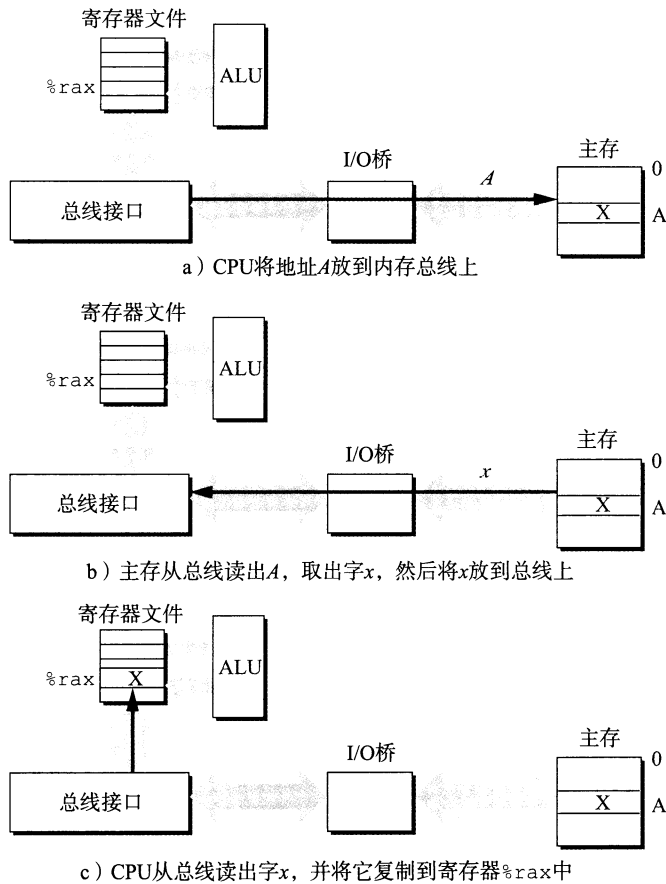 寄存器文件
%rax
ALU
I/O桥
主存
0
总线接口
A
X
A
a）CPU将地址A放到内存总线上
寄存器文件
%rax
ALU
I/O桥
主存
0
总线接口
x
X
A
b）主存从总线读出A，取出字x，然后将x放到总线上
寄存器文件
%rax
X
ALU
I/O桥
主存
0
总线接口
X
A
c）CPU从总线读出字x，并将它复制到寄存器%rax中